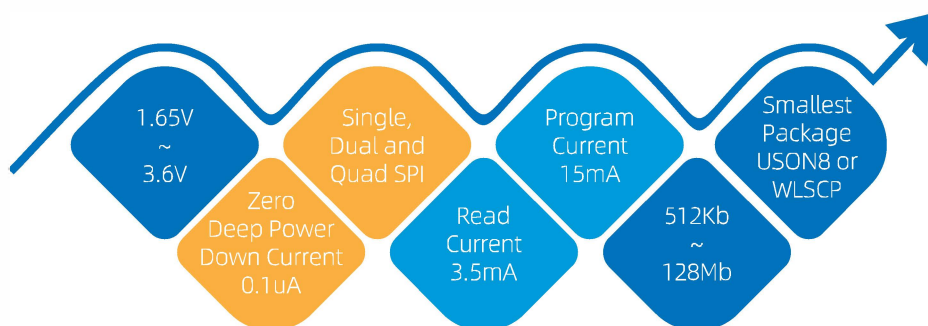 1.65V
~
3.6V
Zero
Deep Power
Down Current
0.1uA
Single,
Dual and
Quad SPI
Read
Current
3.5mA
Program
Current
15mA
512Kb
~
128Mb
Smallest
Package
USON8 or
WLSCP